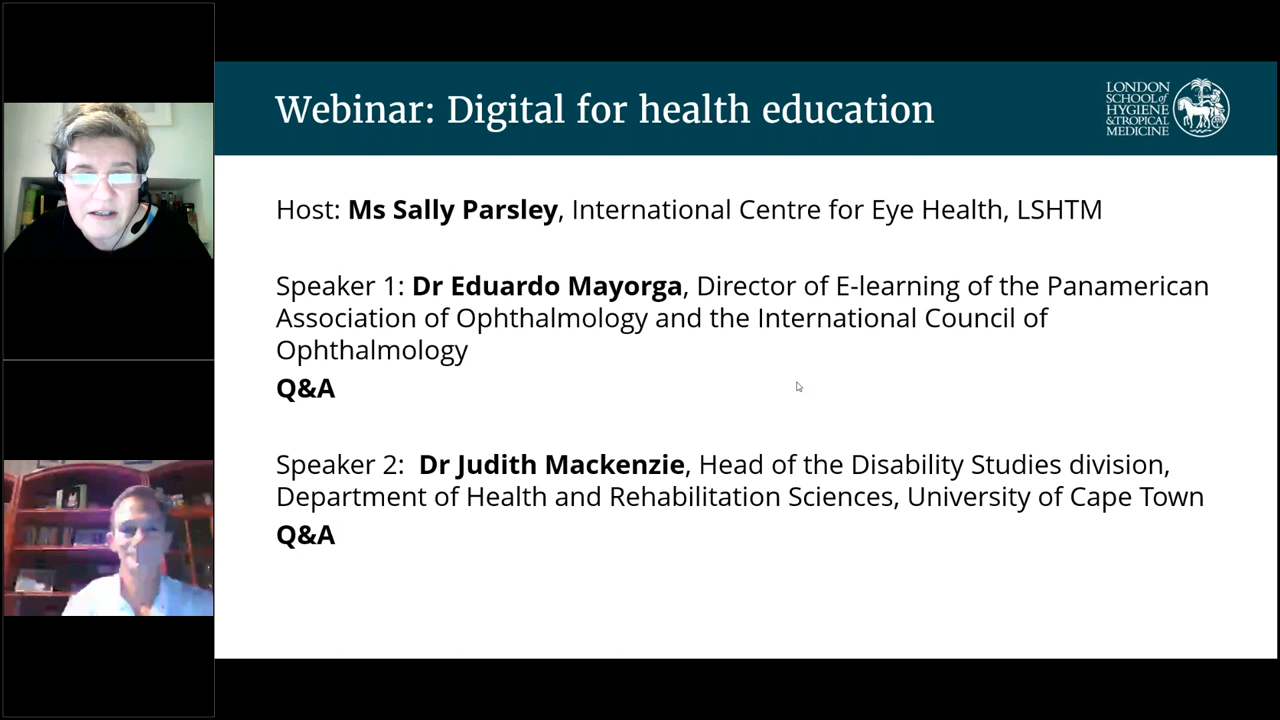 Webinar: Digital for health education
LONDON
SCHOOL of
HYGIENE
& TROPICAL
MEDICINE
Host: Ms Sally Parsley, International Centre for Eye Health, LSHTM
Speaker 1: Dr Eduardo Mayorga, Director of E-learning of the Panamerican
Association of Ophthalmology and the International Council of
Ophthalmology
Q&A
Speaker 2:  Dr Judith Mackenzie, Head of the Disability Studies division,
Department of Health and Rehabilitation Sciences, University of Cape Town
Q&A